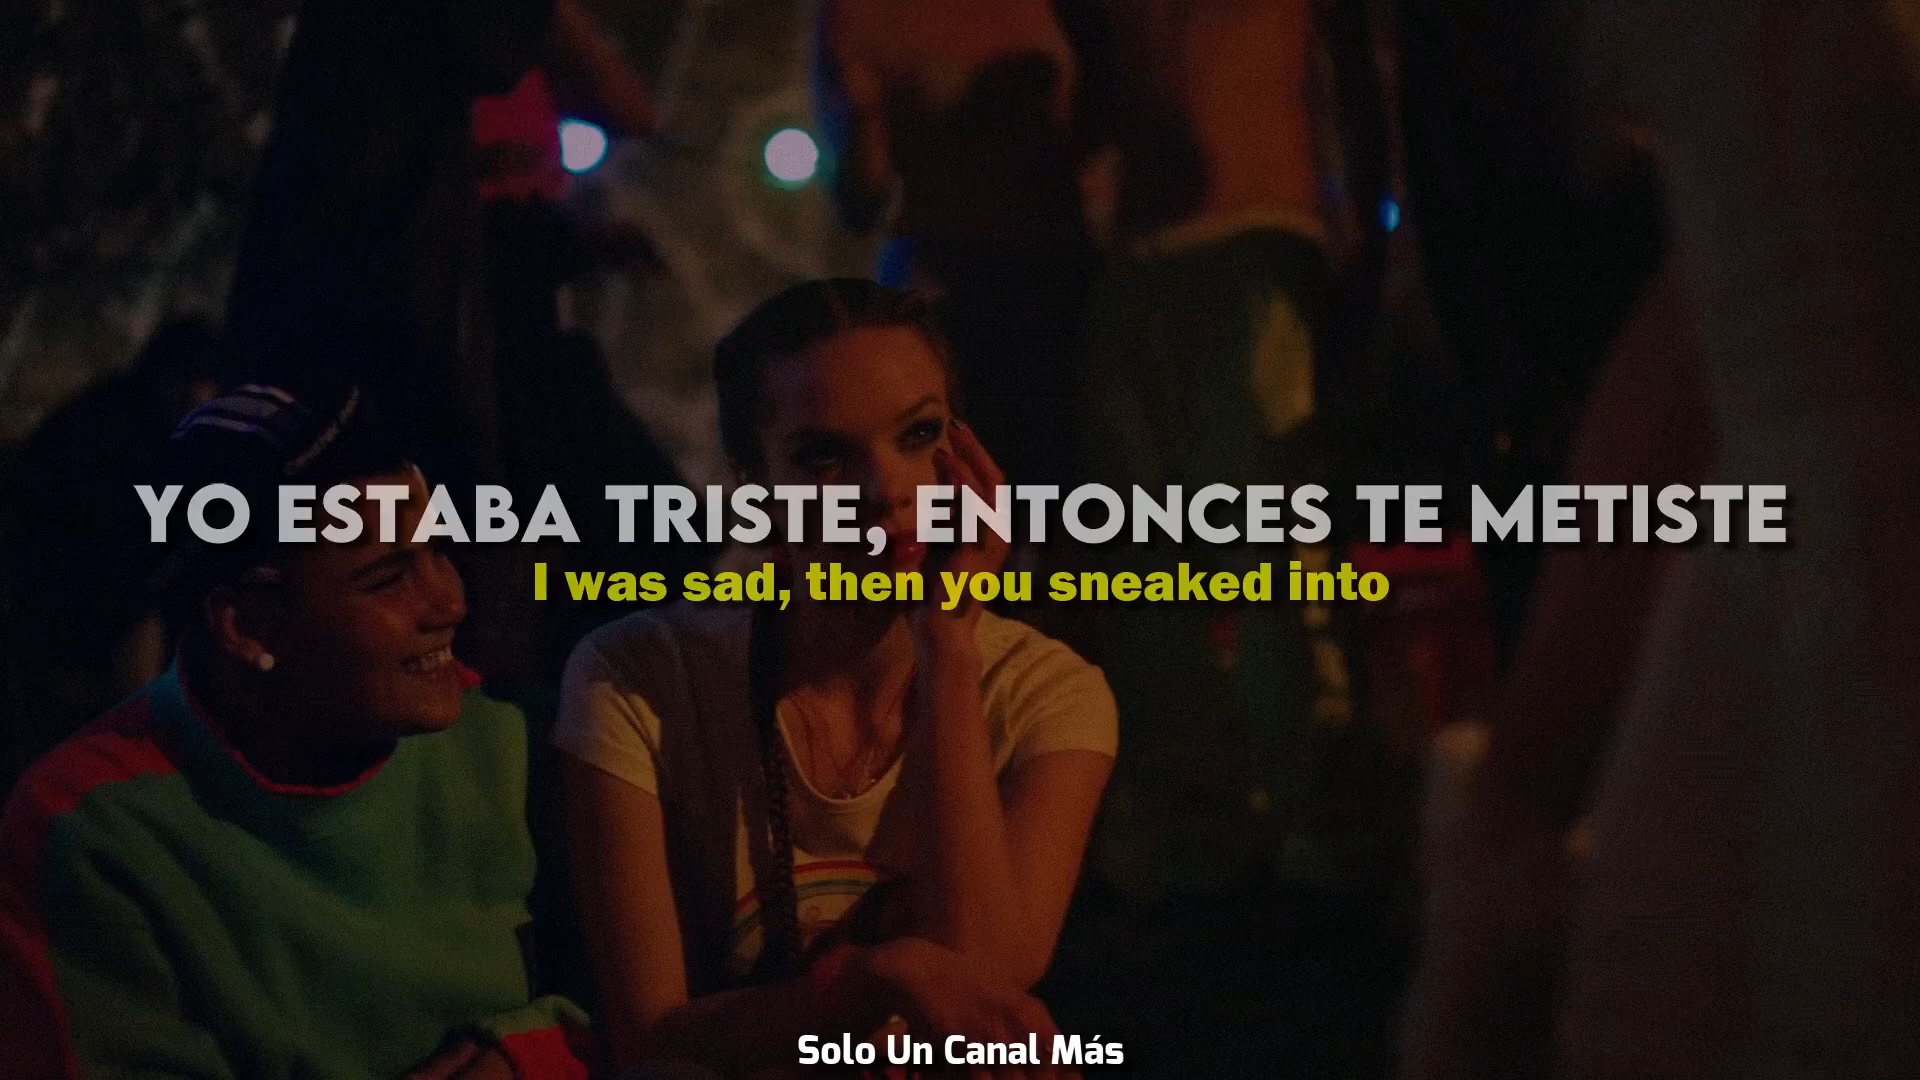 YO ESTABA TRISTE, ENTONCES TE METISTE
I was sad, then you sneaked into
Solo Un Canal Más